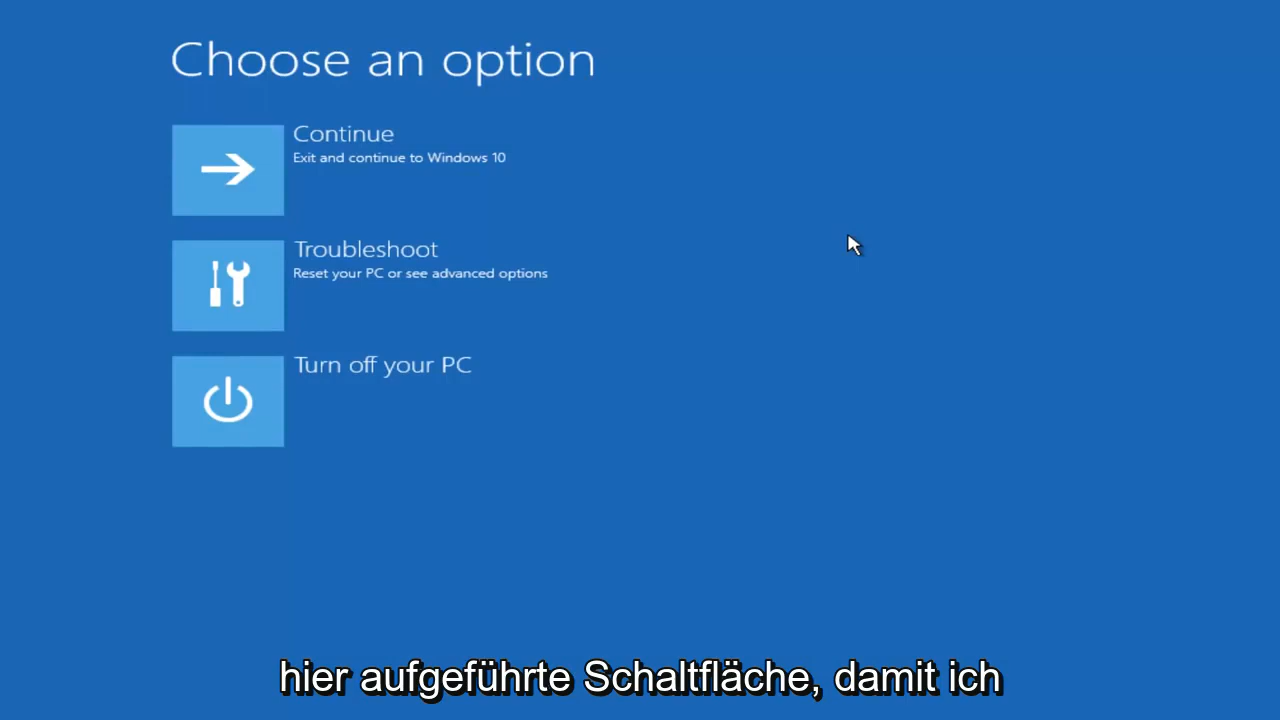 Choose an option
Continue
Exit and continue to Windows 10
Troubleshoot
Reset your PC or see advanced options
Turn off your PC
hier aufgeführte Schaltfläche, damit ich